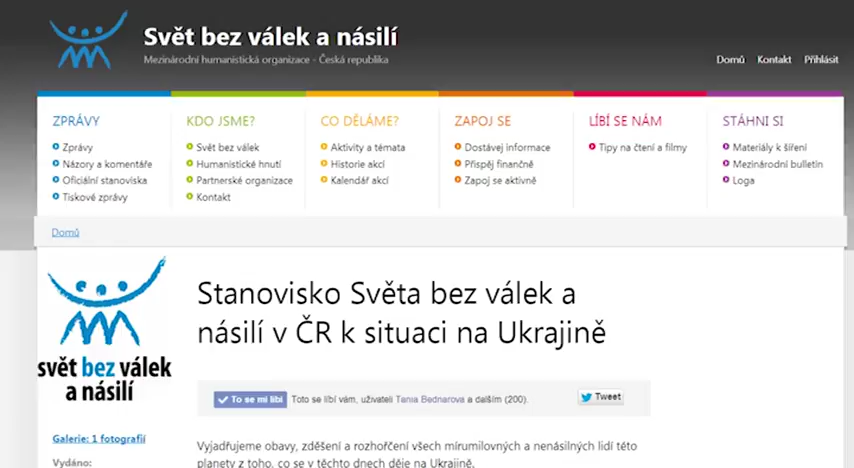 Svět bez válek a násilí
Mezinárodní humanistická organizace - Česká republika
Domů Kontakt Přihlásit
ZPRÁVY
Zprávy
Názory a komentáře
Oficiální stanoviska
Tiskové zprávy
KDO JSME?
Svět bez válek
Humanistické hnutí
Partnerské organizace
Kontakt
CO DĚLÁME?
Aktivity a témata
Historie akcí
Kalendář akcí
ZAPOJ SE
Dostávej informace
Přispěj finančně
Zapoj se aktivně
LÍBÍ SE NÁM
Tipy na čtení a filmy
STÁHNI SI
Materiály k šíření
Mezinárodní bulletin
Loga
Domů
svět bez válek
a násilí
Galerie: 1 fotografií
Vydáno:
Stanovisko Světa bez válek a
násilí v ČR k situaci na Ukrajině
To se mi líbí Toto se líbí vám, uživateli Tania Bednarova a dalším (200).
Tweet
Vyjadřujeme obavy, zděšení a rozhořčení všech mírumilovných a nenásilných lidí této
planety z toho, co se v těchto dnech děje na Ukrajině.